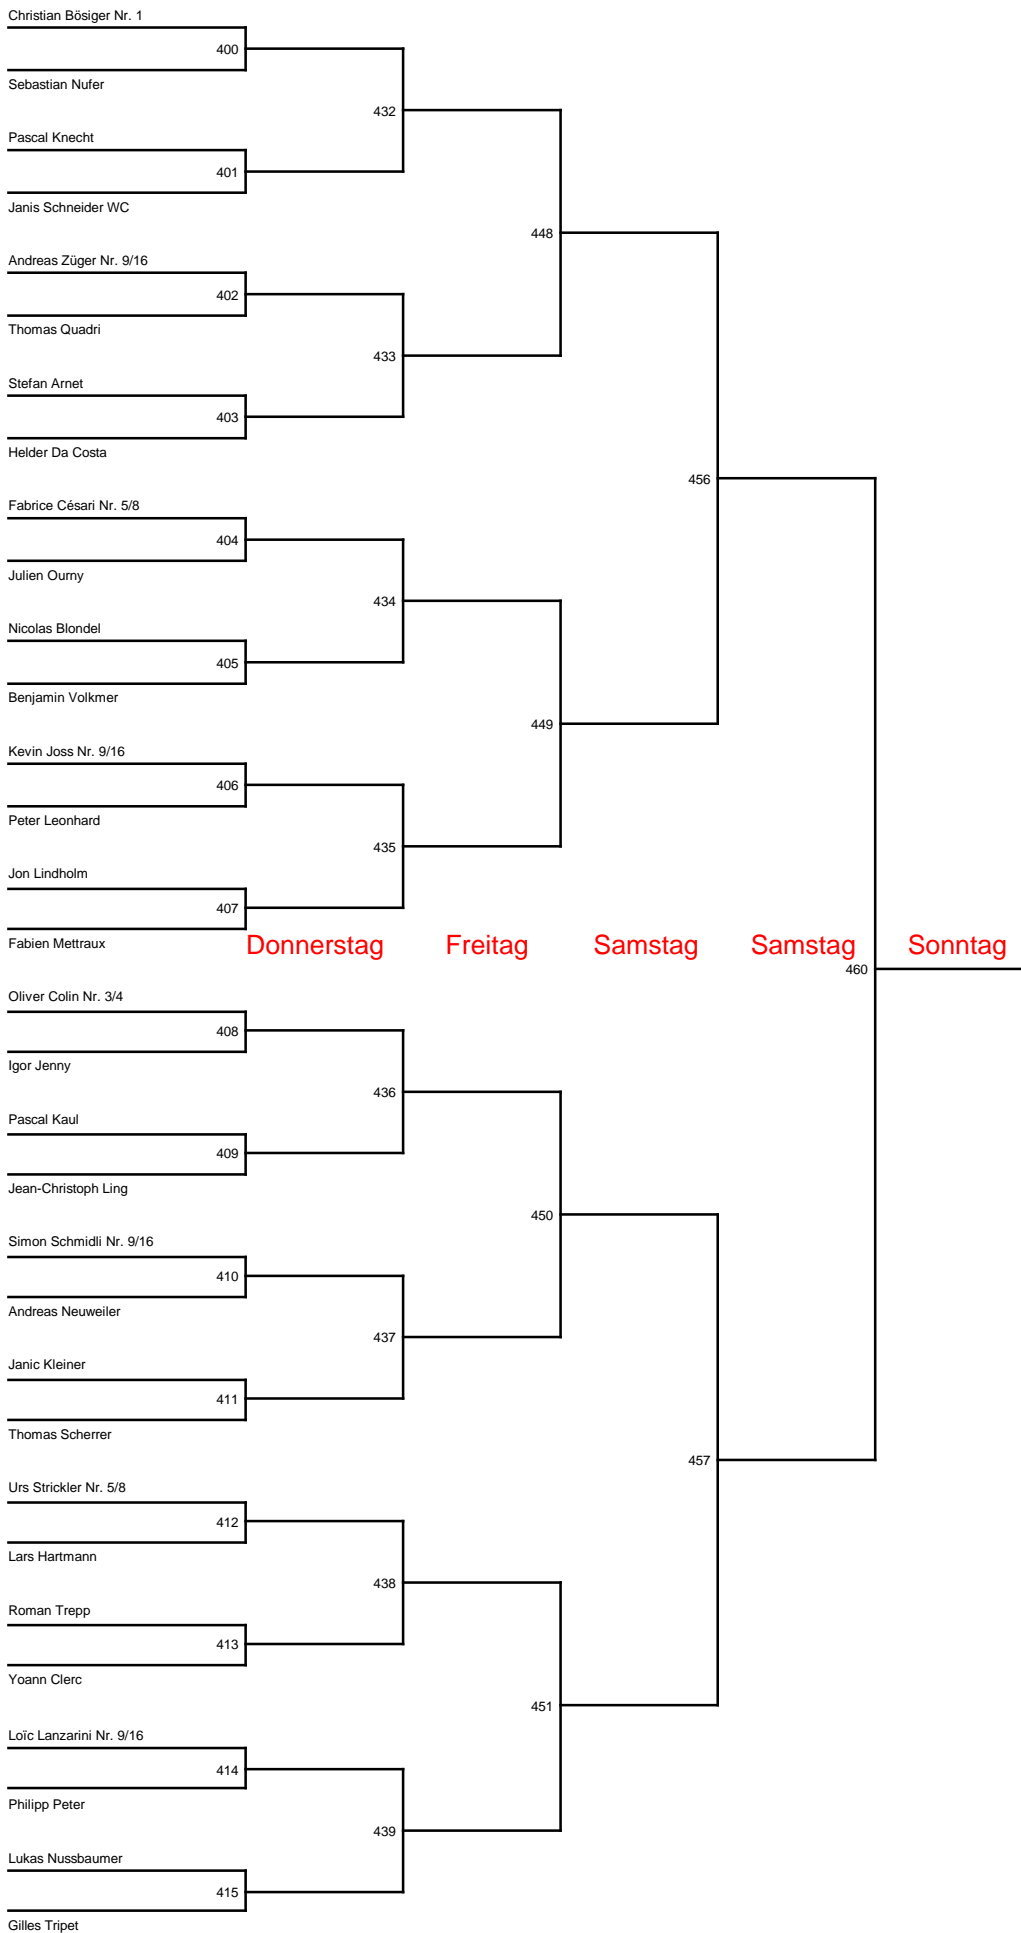 Christian Bösiger Nr. 1
400
Sebastian Nufer
432
Pascal Knecht
401
Janis Schneider WC
448
Andreas Züger Nr. 9/16
402
Thomas Quadri
433
Stefan Arnet
403
Helder Da Costa
456
Fabrice Césari Nr. 5/8
404
Julien Ourny
434
Nicolas Blondel
405
Benjamin Volkmer
449
Kevin Joss Nr. 9/16
406
Peter Leonhard
435
Jon Lindholm
407
Fabien Mettraux
Donnerstag Freitag Samstag Samstag Sonntag
460
Oliver Colin Nr. 3/4
408
Igor Jenny
436
Pascal Kaul
409
Jean-Christoph Ling
450
Simon Schmidli Nr. 9/16
410
Andreas Neuweiler
437
Janic Kleiner
411
Thomas Scherrer
457
Urs Strickler Nr. 5/8
412
Lars Hartmann
438
Roman Trepp
413
Yoann Clerc
451
Loïc Lanzarini Nr. 9/16
414
Philipp Peter
439
Lukas Nussbaumer
415
Gilles Tripet